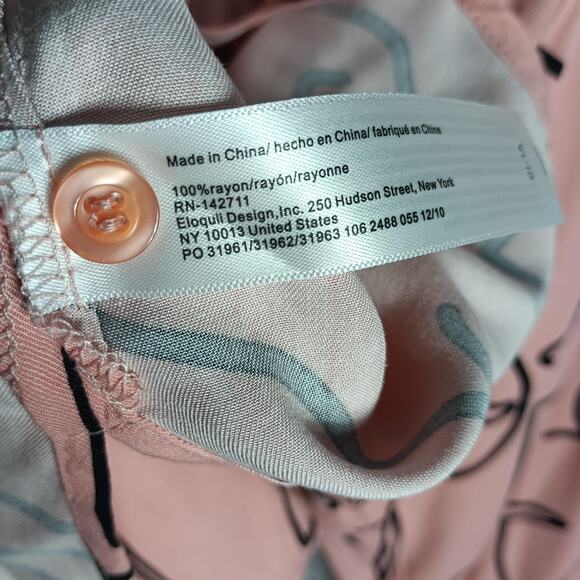 Made in China/ hecho en China/ fabriqué en Chine
100%rayon/rayón/rayonne
RN-142711
Eloquii Design,Inc. 250 Hudson Street, New York
NY 10013 United States
PO 31961/31962/31963 106 2488 055 12/10